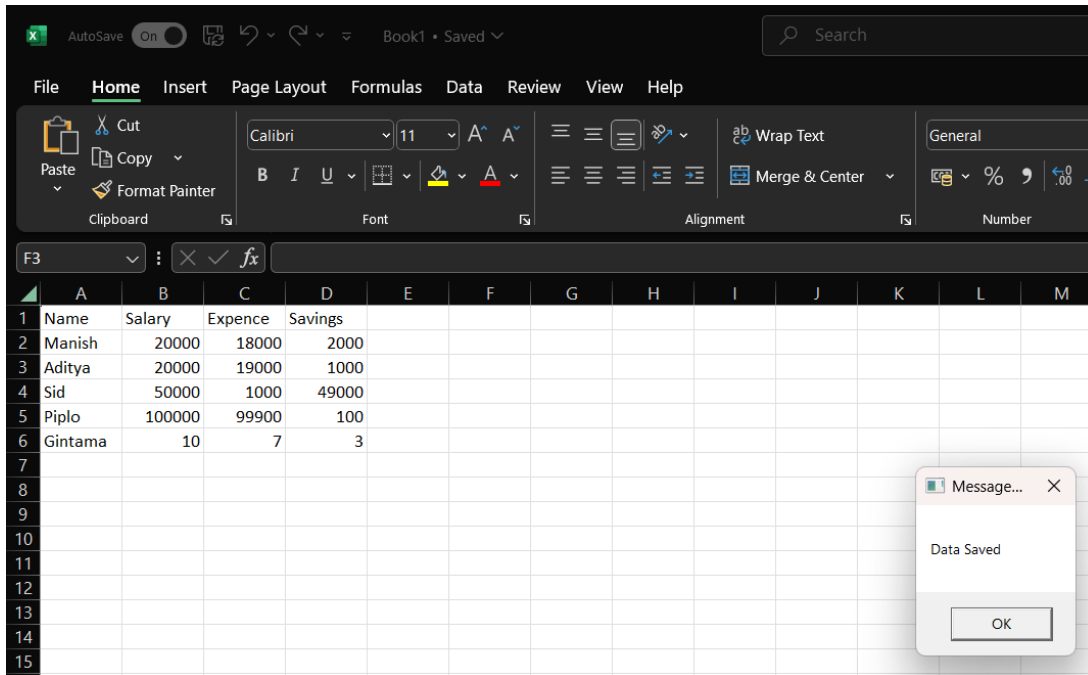 AutoSave On Book1 • Saved Search
File Home Insert Page Layout Formulas Data Review View Help
Paste Cut Copy Format Painter
Calibri 11
B I U A
ab Wrap Text
Merge & Center
General
% 9 .00
Clipboard Font Alignment Number
F3 fx
A B C D E F G H I J K L M
1 Name Salary Expence Savings
2 Manish 20000 18000 2000
3 Aditya 20000 19000 1000
4 Sid 50000 1000 49000
5 Piplo 100000 99900 100
6 Gintama 10 7 3
7
8
9
10
11
12
13
14
15
Message...
Data Saved
OK